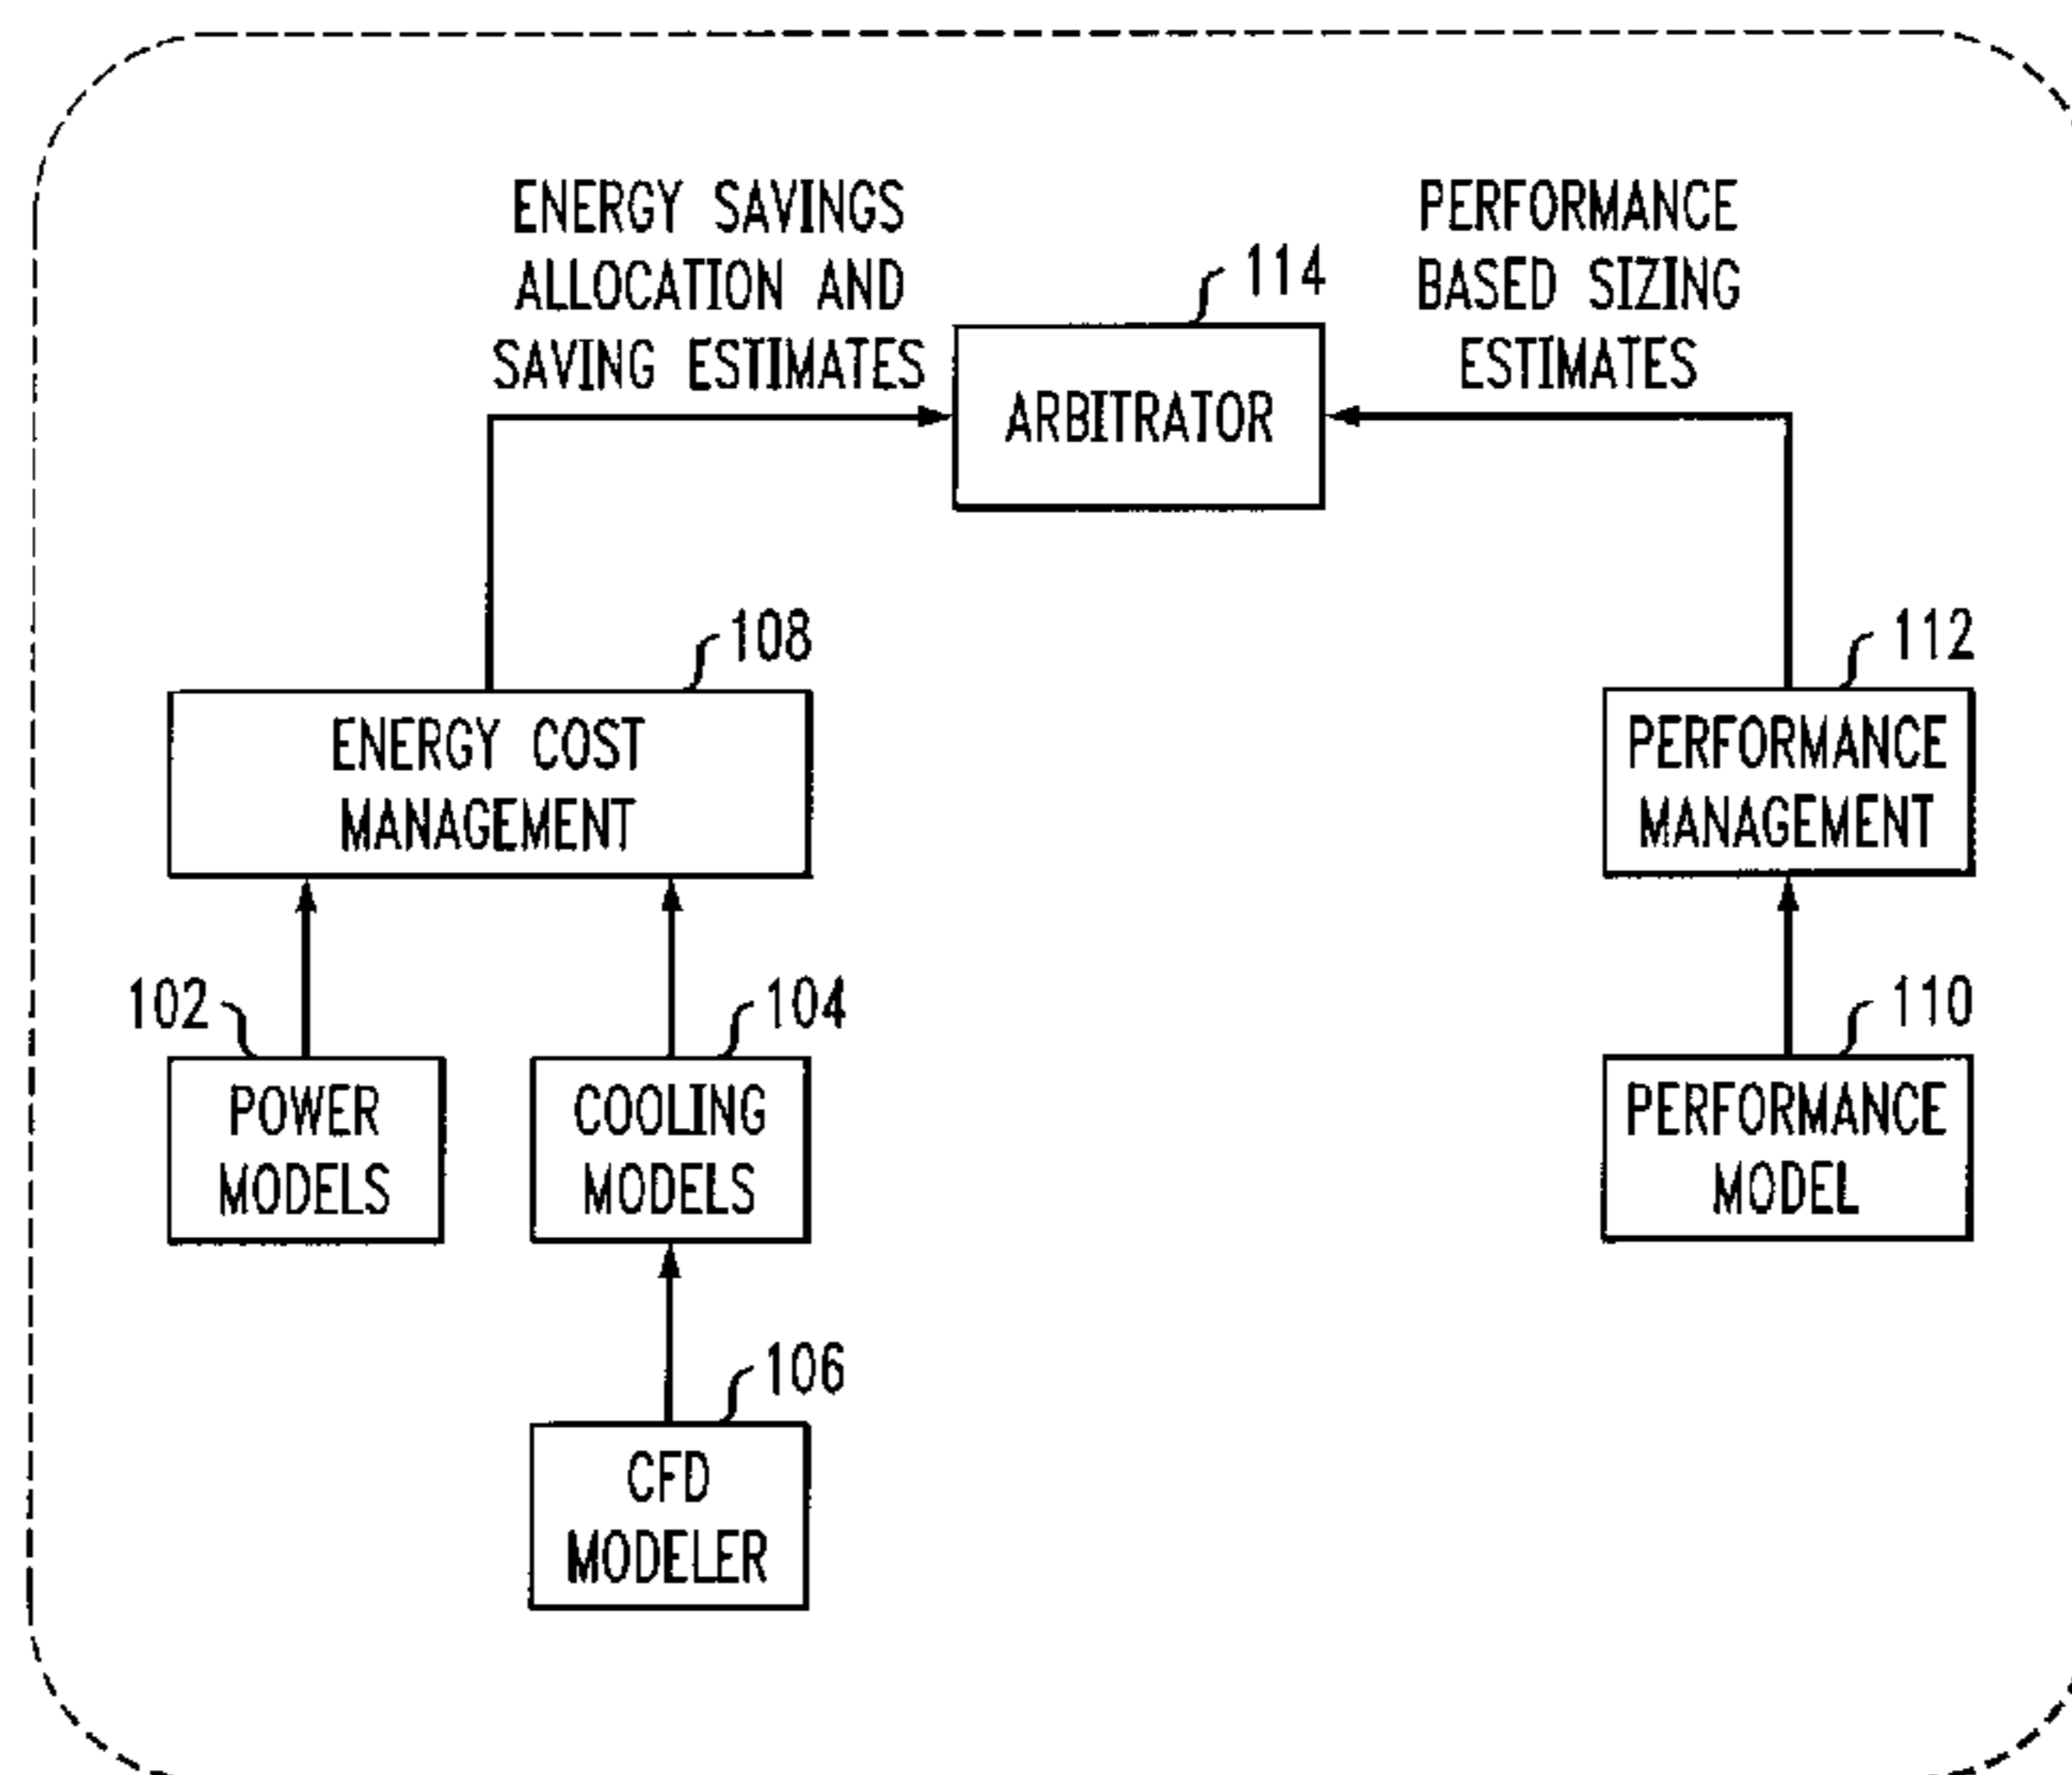 ENERGY SAVINGS
ALLOCATION AND
SAVING ESTIMATES
114
PERFORMANCE
BASED SIZING
ESTIMATES
ARBITRATOR
108
ENERGY COST
MANAGEMENT
112
PERFORMANCE
MANAGEMENT
102
POWER
MODELS
104
COOLING
MODELS
110
PERFORMANCE
MODEL
106
CFD
MODELER